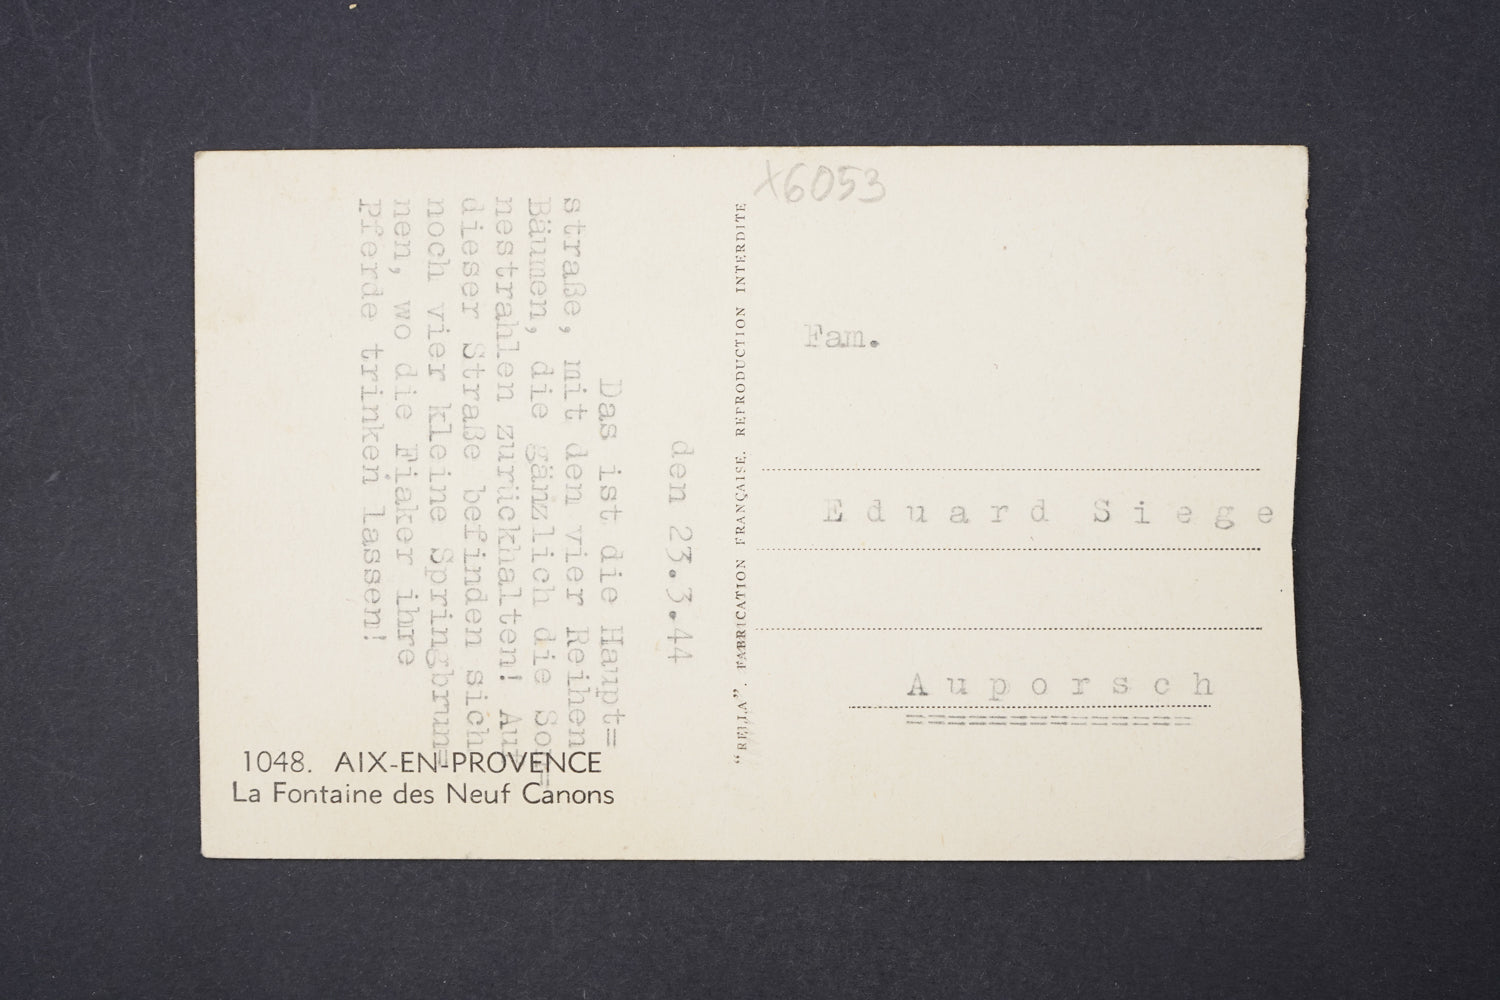 den 23.3.44
Das ist die Haupt=
straße, mit den vier Reihen
Bäumen, die gänzlich die Son=
nestrahlen zurückhalten! Auf
dieser Straße befinden sich
noch vier kleine Springbrun=
nen, wo die Fiaker ihre
Pferde trinken lassen!
1048. AIX-EN-PROVENCE
La Fontaine des Neuf Canons
“RELLA”. FABRICATION FRANÇAISE. REPRODUCTION INTERDITE
X6053
Fam.
Eduard Siege
Auporsch
==============